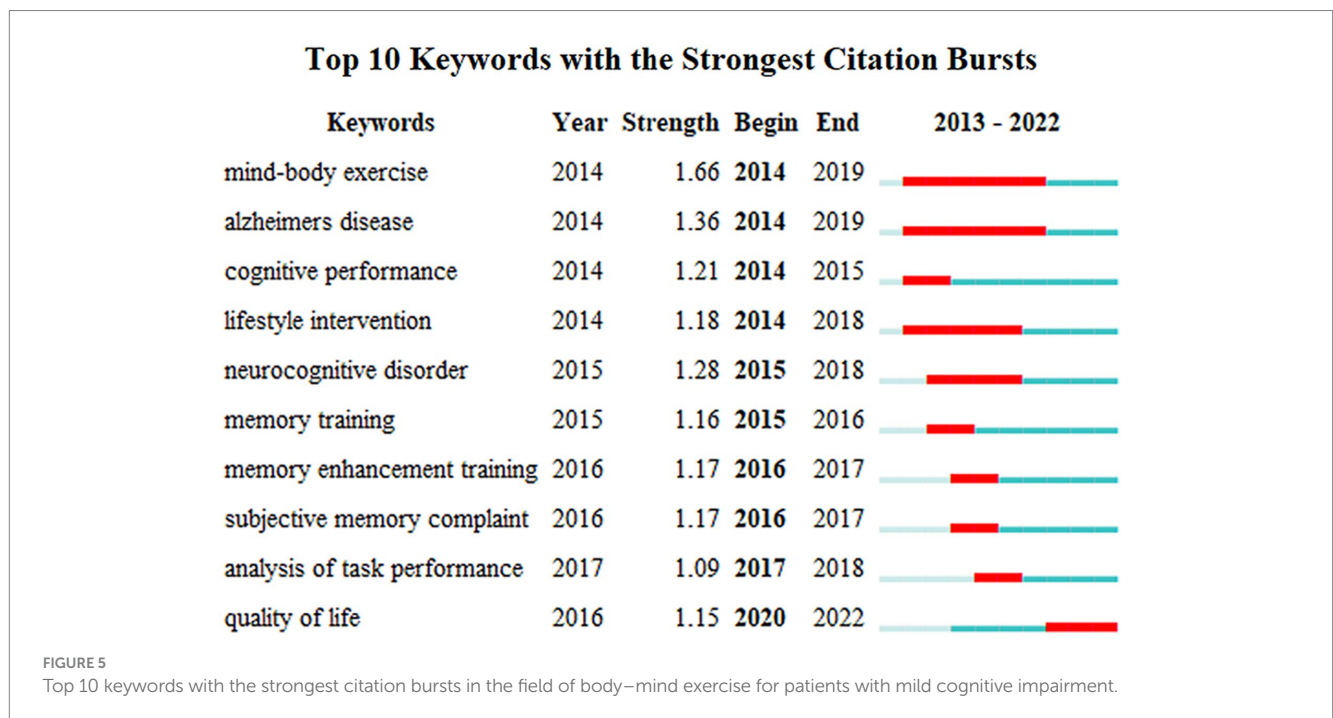 Top 10 Keywords with the Strongest Citation Bursts
Keywords Year Strength Begin End 2013 - 2022
mind-body exercise 2014 1.66 2014 2019
alzheimers disease 2014 1.36 2014 2019
cognitive performance 2014 1.21 2014 2015
lifestyle intervention 2014 1.18 2014 2018
neurocognitive disorder 2015 1.28 2015 2018
memory training 2015 1.16 2015 2016
memory enhancement training 2016 1.17 2016 2017
subjective memory complaint 2016 1.17 2016 2017
analysis of task performance 2017 1.09 2017 2018
quality of life 2016 1.15 2020 2022
FIGURE 5
Top 10 keywords with the strongest citation bursts in the field of body–mind exercise for patients with mild cognitive impairment.